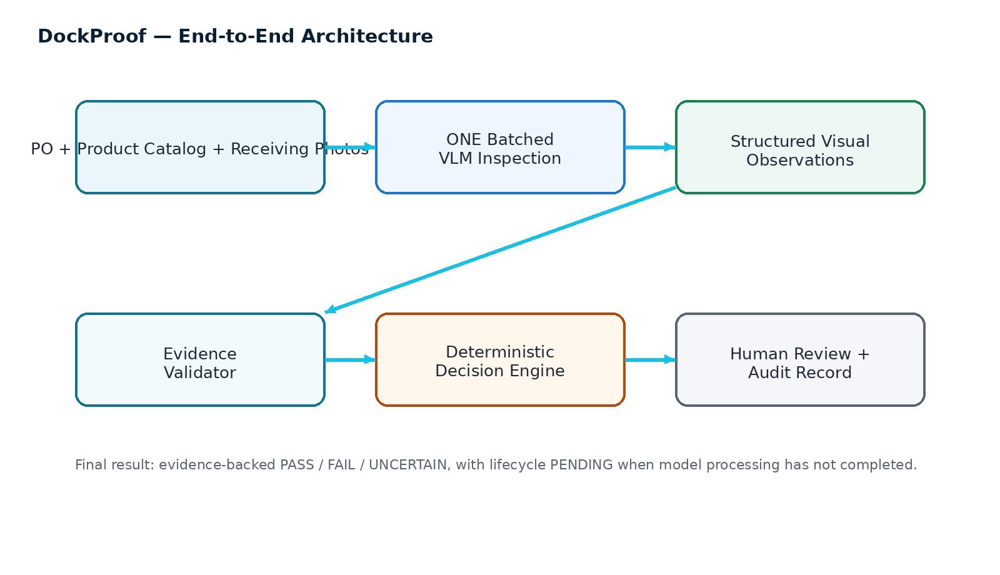 DockProof — End-to-End Architecture
PO + Product Catalog + Receiving Photos
ONE Batched
VLM Inspection
Structured Visual
Observations
Evidence
Validator
Deterministic
Decision Engine
Human Review +
Audit Record
Final result: evidence-backed PASS / FAIL / UNCERTAIN, with lifecycle PENDING when model processing has not completed.